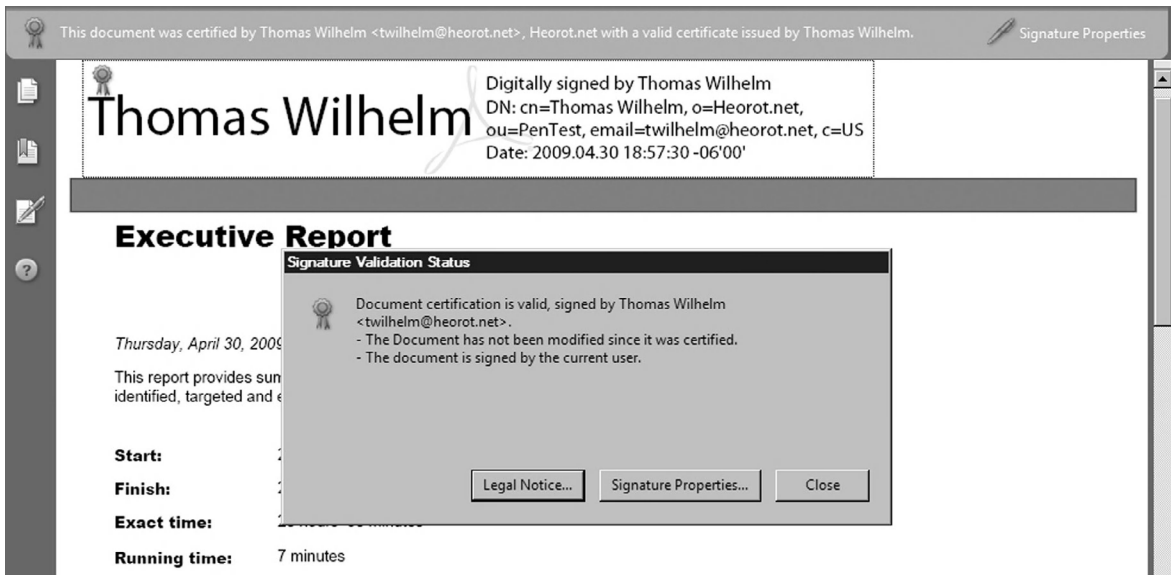 This document was certified by Thomas Wilhelm <twilhelm@heorot.net>, Heorot.net with a valid certificate issued by Thomas Wilhelm.
Signature Properties
Thomas Wilhelm
Digitally signed by Thomas Wilhelm
DN: cn=Thomas Wilhelm, o=Heorot.net,
ou=PenTest, email=twilhelm@heorot.net, c=US
Date: 2009.04.30 18:57:30 -06'00'
Executive Report
Signature Validation Status
Document certification is valid, signed by Thomas Wilhelm
<twilhelm@heorot.net>.
- The Document has not been modified since it was certified.
- The document is signed by the current user.
Legal Notice...
Signature Properties...
Close
Thursday, April 30, 2009
This report provides
identified, targeted and
Start:
Finish:
Exact time:
Running time:
7 minutes